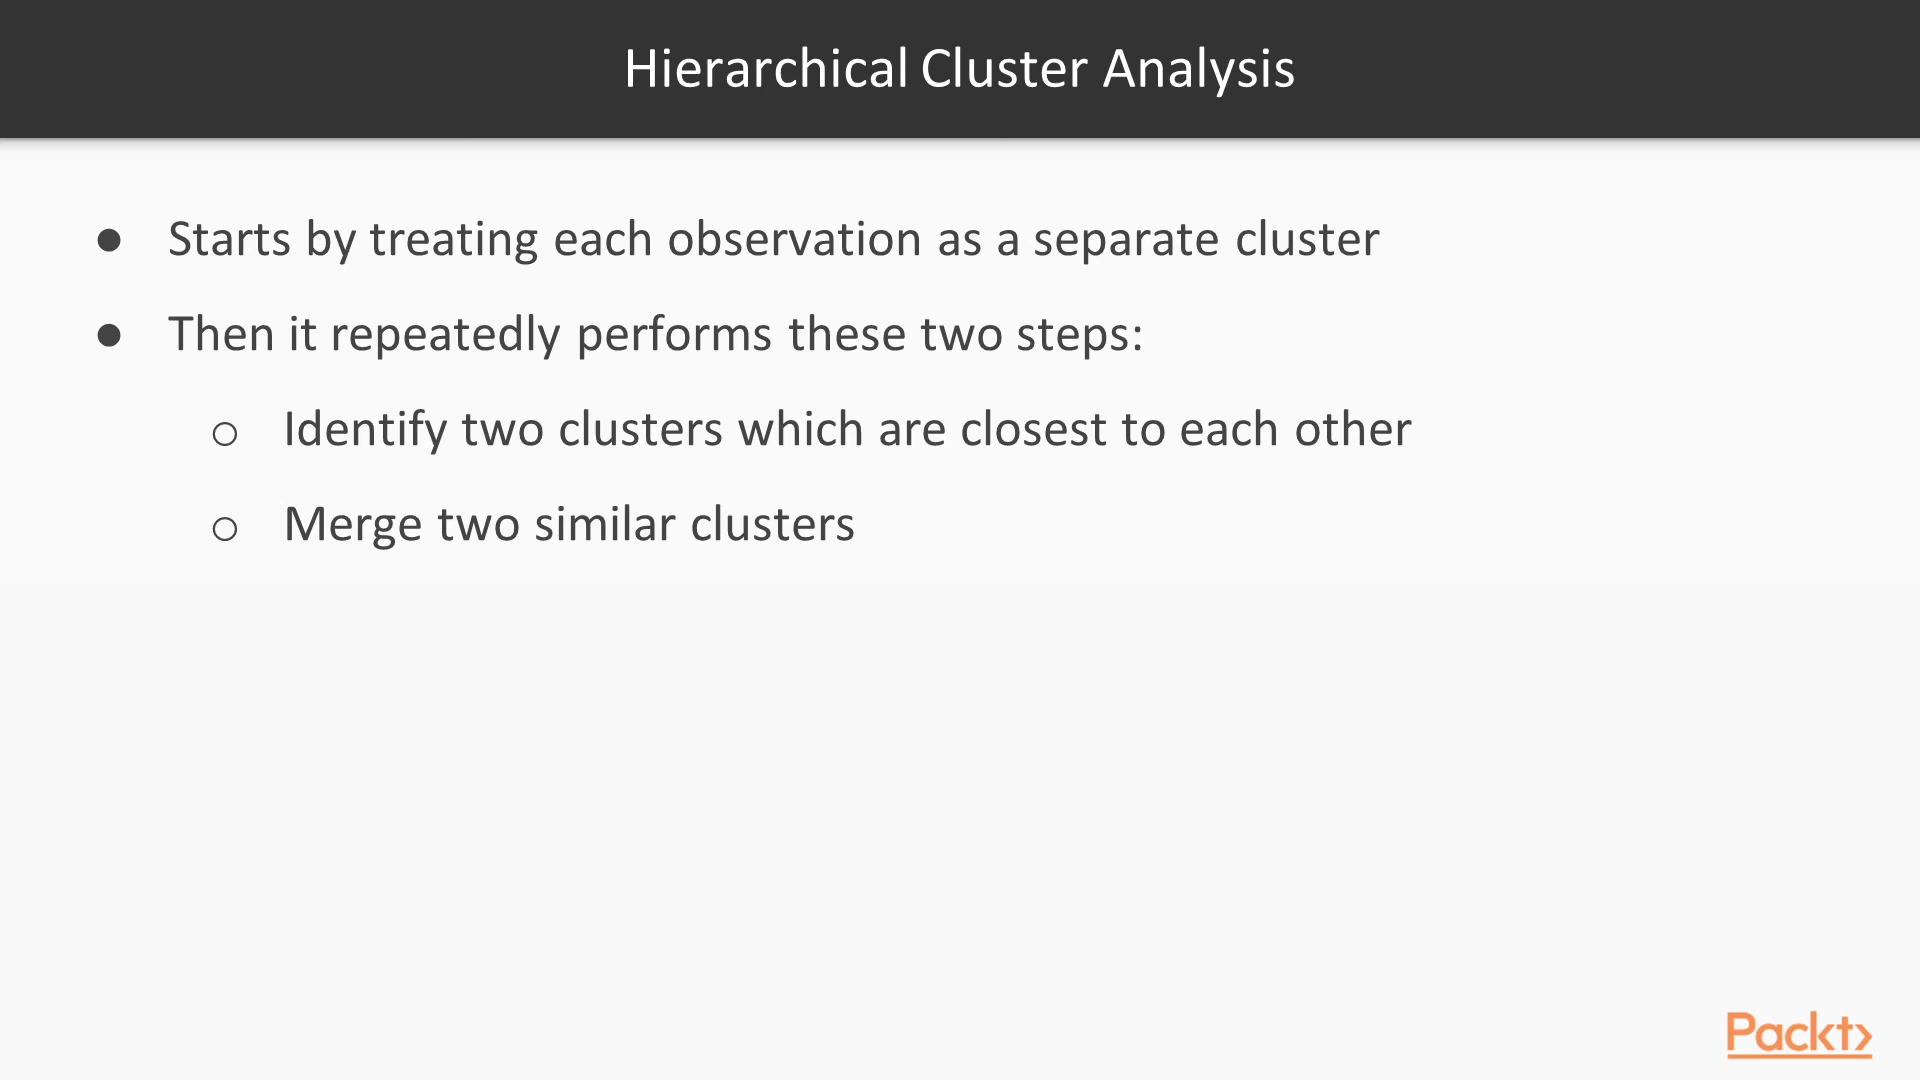 Hierarchical Cluster Analysis
● Starts by treating each observation as a separate cluster
● Then it repeatedly performs these two steps:
○ Identify two clusters which are closest to each other
○ Merge two similar clusters
Packt>